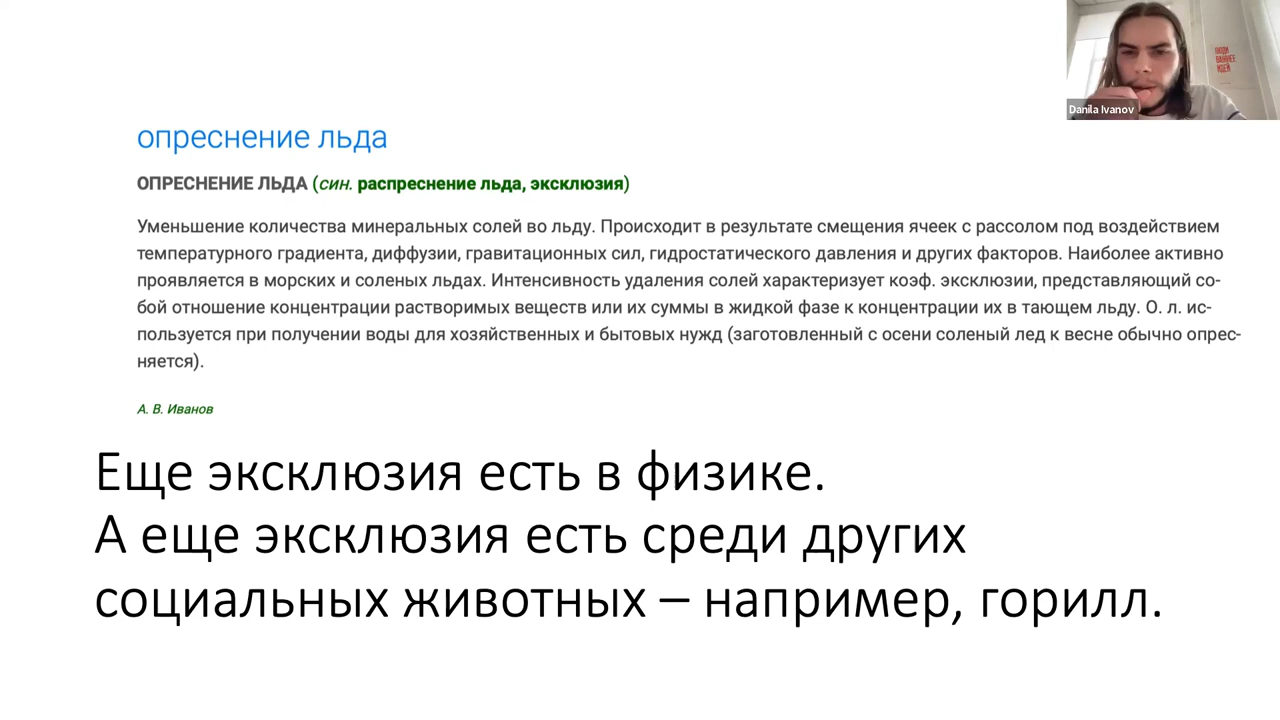 ЛЮДИ
ВАЖНЕЕ
ИДЕЙ
Danila Ivanov
опреснение льда
ОПРЕСНЕНИЕ ЛЬДА (син. распреснение льда, эксклюзия)
Уменьшение количества минеральных солей во льду. Происходит в результате смещения ячеек с рассолом под воздействием
температурного градиента, диффузии, гравитационных сил, гидростатического давления и других факторов. Наиболее активно
проявляется в морских и соленых льдах. Интенсивность удаления солей характеризует коэф. эксклюзии, представляющий со-
бой отношение концентрации растворимых веществ или их суммы в жидкой фазе к концентрации их в тающем льду. О. л. ис-
пользуется при получении воды для хозяйственных и бытовых нужд (заготовленный с осени соленый лед к весне обычно опрес-
няется).
А. В. Иванов
Еще эксклюзия есть в физике.
А еще эксклюзия есть среди других
социальных животных – например, горилл.